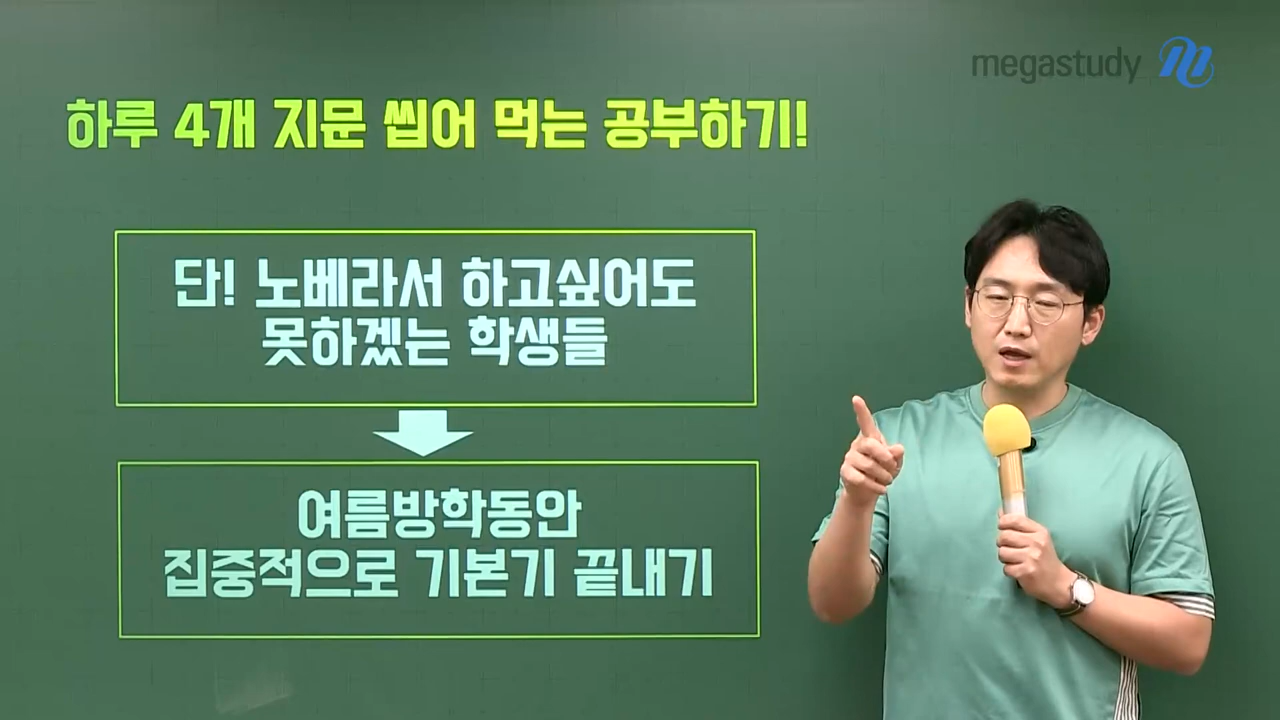 megastudy
하루 4개 지문 씹어 먹는 공부하기!
단! 노베라서 하고싶어도
못하겠는 학생들
여름방학동안
집중적으로 기본기 끝내기